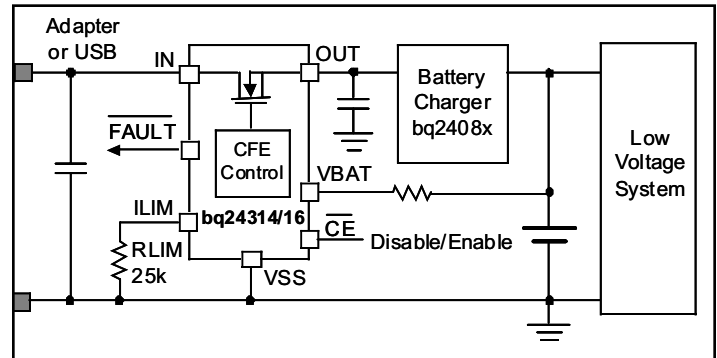 Adapter
or USB
IN
OUT
Battery
Charger
bq2408x
Low
Voltage
System
FAULT
CFE
Control
VBAT
ILIM
bq24314/16
CE
Disable/Enable
RLIM
25k
VSS